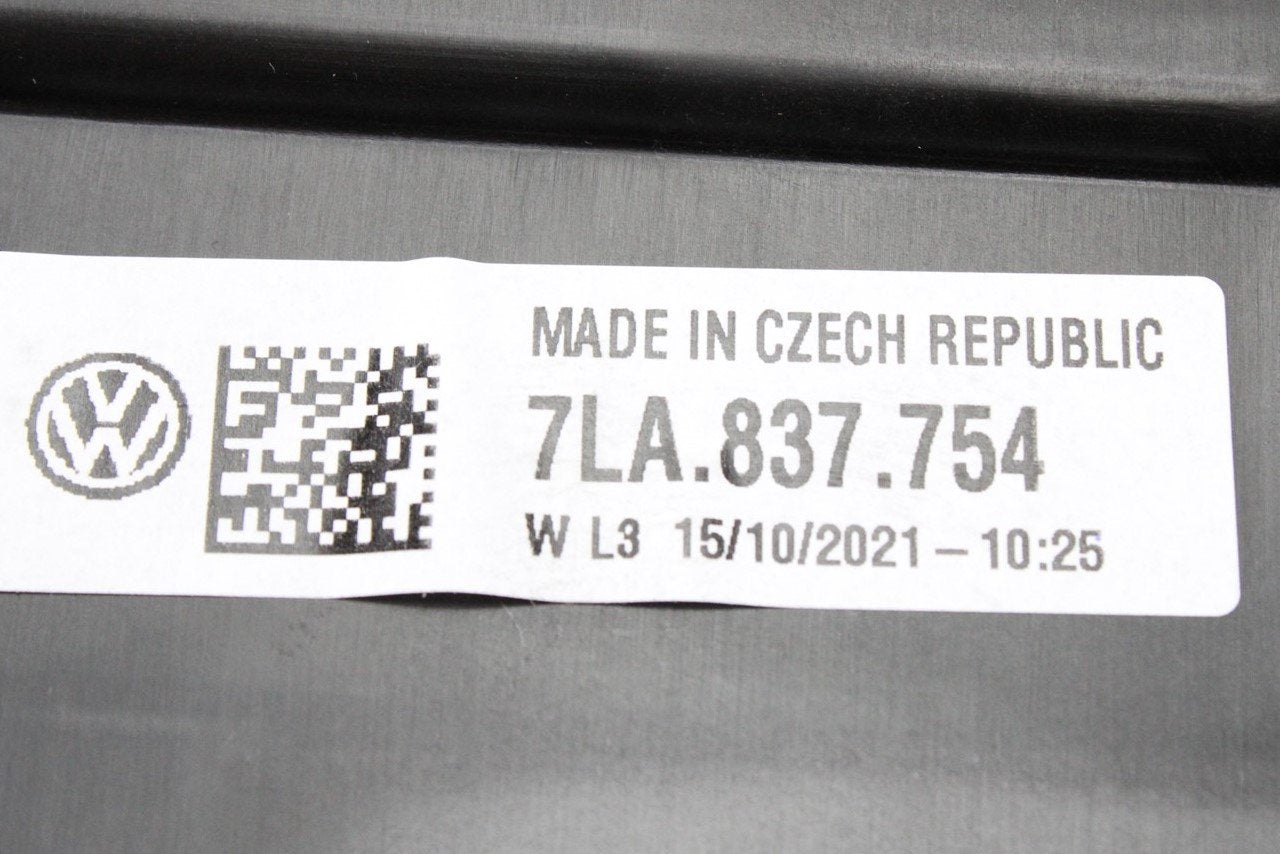 MADE IN CZECH REPUBLIC
7LA.837.754
W L3 15/10/2021 – 10:25